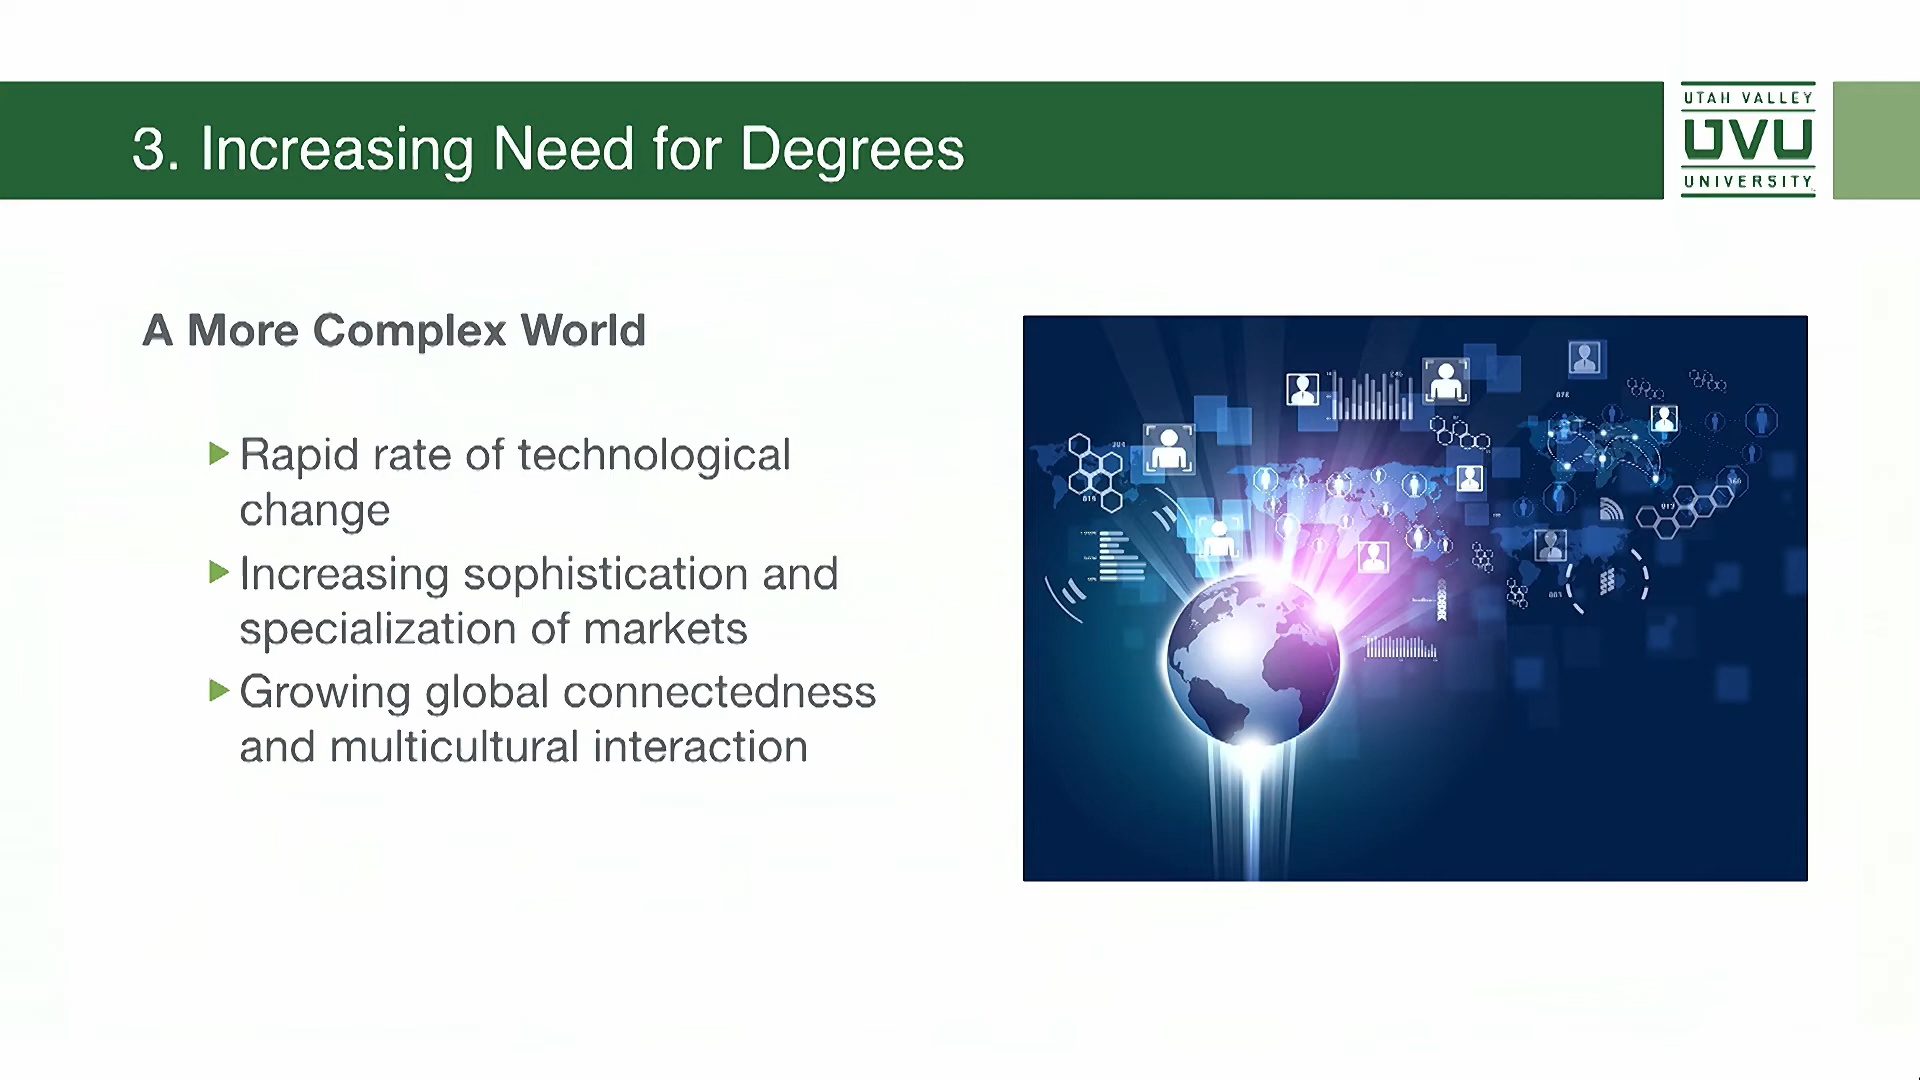 3. Increasing Need for Degrees
UTAH VALLEY
UVU
UNIVERSITY
A More Complex World
Rapid rate of technological
change
Increasing sophistication and
specialization of markets
Growing global connectedness
and multicultural interaction